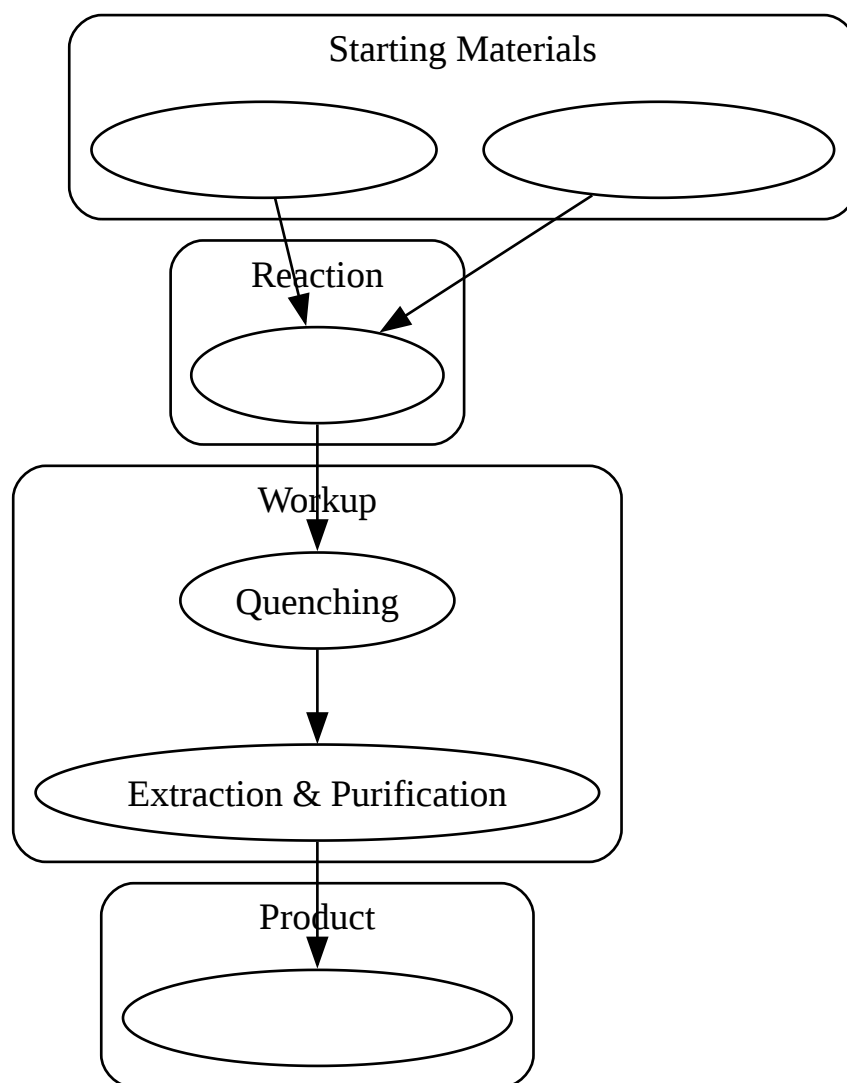 Starting Materials
Reaction
Workup
Quenching
Extraction & Purification
Product